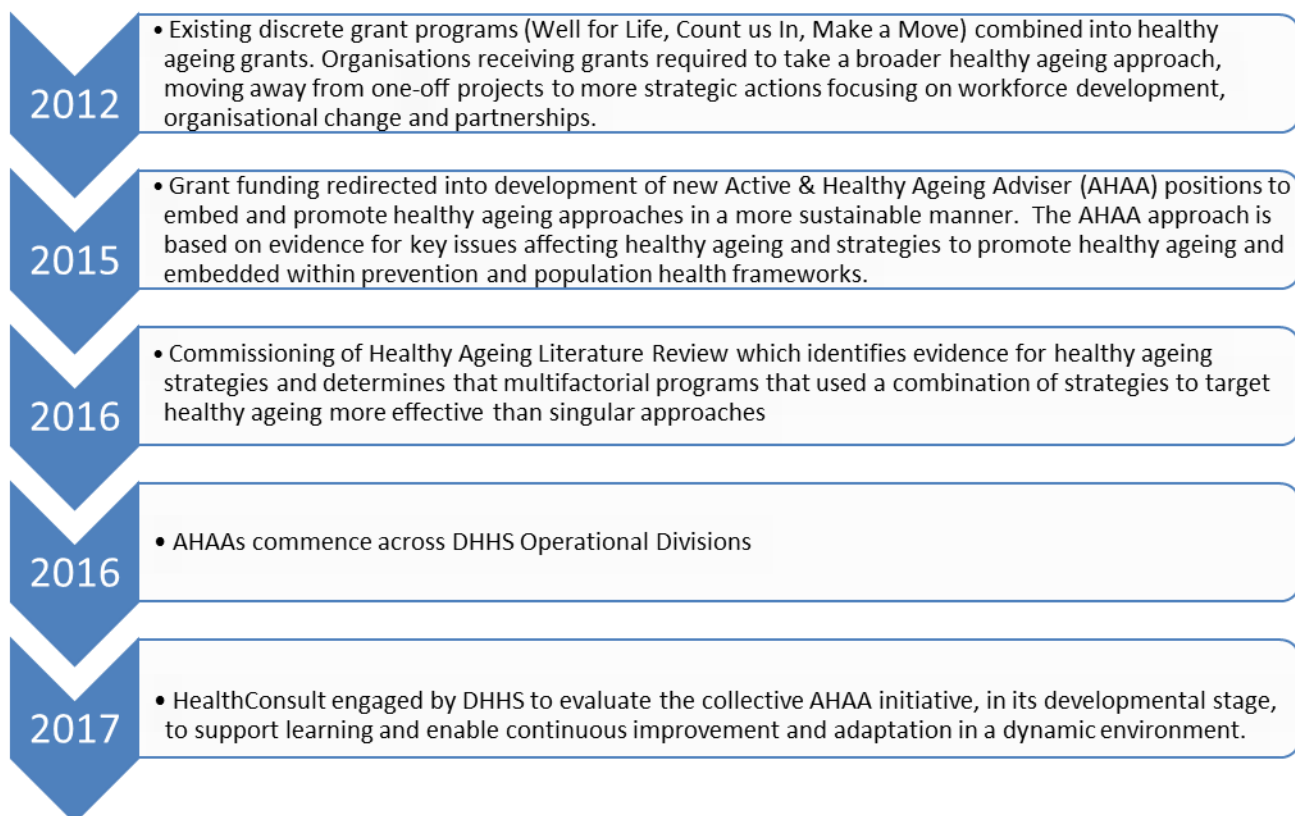 2012
• Existing discrete grant programs (Well for Life, Count us In, Make a Move) combined into healthy
ageing grants. Organisations receiving grants required to take a broader healthy ageing approach,
moving away from one-off projects to more strategic actions focusing on workforce development,
organisational change and partnerships.
2015
• Grant funding redirected into development of new Active & Healthy Ageing Adviser (AHAA) positions to
embed and promote healthy ageing approaches in a more sustainable manner.  The AHAA approach is
based on evidence for key issues affecting healthy ageing and strategies to promote healthy ageing and
embedded within prevention and population health frameworks.
2016
• Commissioning of Healthy Ageing Literature Review which identifies evidence for healthy ageing
strategies and determines that multifactorial programs that used a combination of strategies to target
healthy ageing more effective than singular approaches
2016
• AHAAs commence across DHHS Operational Divisions
2017
• HealthConsult engaged by DHHS to evaluate the collective AHAA initiative, in its developmental stage,
to support learning and enable continuous improvement and adaptation in a dynamic environment.